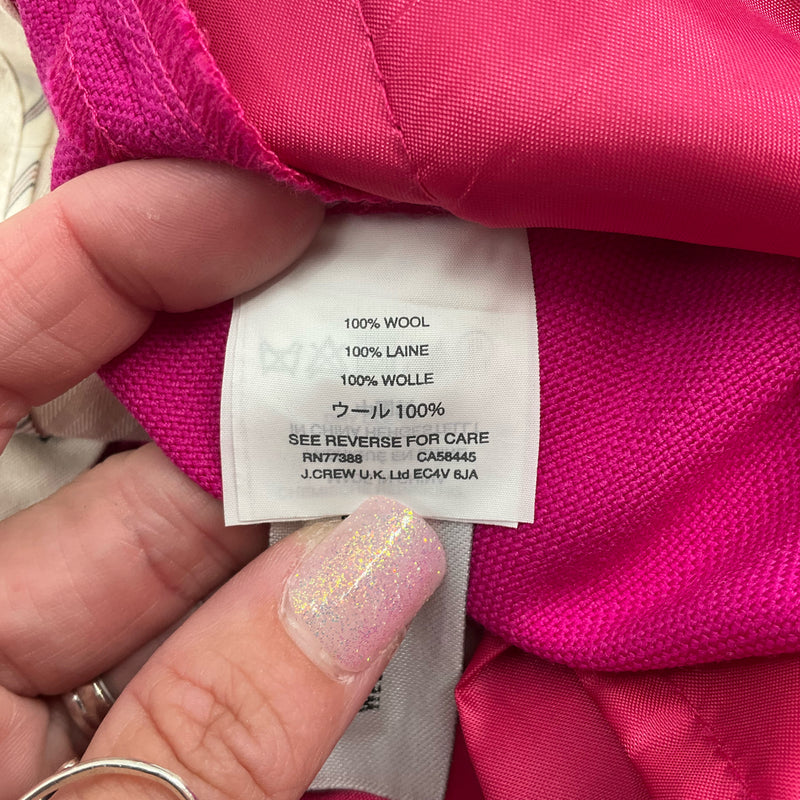 100% WOOL
100% LAINE
100% WOLLE
ウール 100%
SEE REVERSE FOR CARE
RN77388 CA58445
J.CREW U.K. Ltd EC4V 6JA